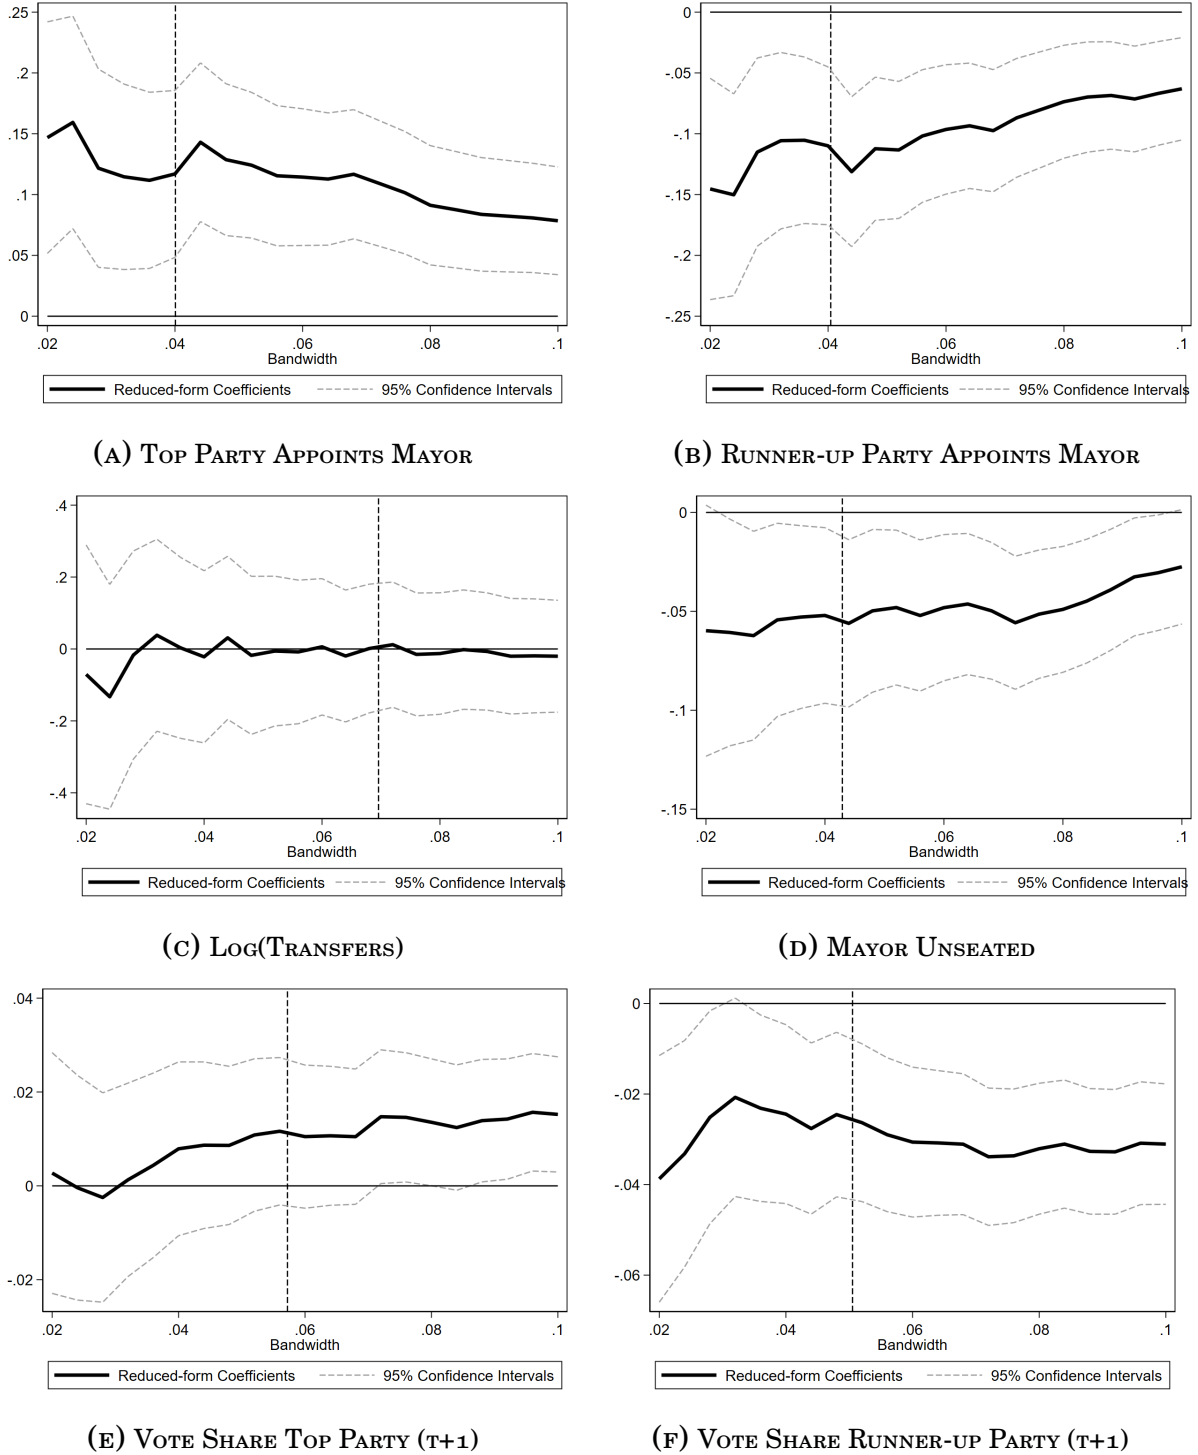 .25
.2
.15
.1
.05
0
.02 .04 .06 .08 .1
Bandwidth
Reduced-form Coefficients 95% Confidence Intervals
(A) Top Party Appoints Mayor
0
-.05
-.1
-.15
-.2
-.25
.02 .04 .06 .08 .1
Bandwidth
Reduced-form Coefficients 95% Confidence Intervals
(B) Runner-up Party Appoints Mayor
.4
.2
0
-.2
-.4
.02 .04 .06 .08 .1
Bandwidth
Reduced-form Coefficients 95% Confidence Intervals
(C) Log(Transfers)
0
-.05
-.1
-.15
.02 .04 .06 .08 .1
Bandwidth
Reduced-form Coefficients 95% Confidence Intervals
(D) Mayor Unseated
.04
.02
0
-.02
.02 .04 .06 .08 .1
Bandwidth
Reduced-form Coefficients 95% Confidence Intervals
(E) Vote Share Top Party (t+1)
0
-.02
-.04
-.06
.02 .04 .06 .08 .1
Bandwidth
Reduced-form Coefficients 95% Confidence Intervals
(F) Vote Share Runner-up Party (t+1)